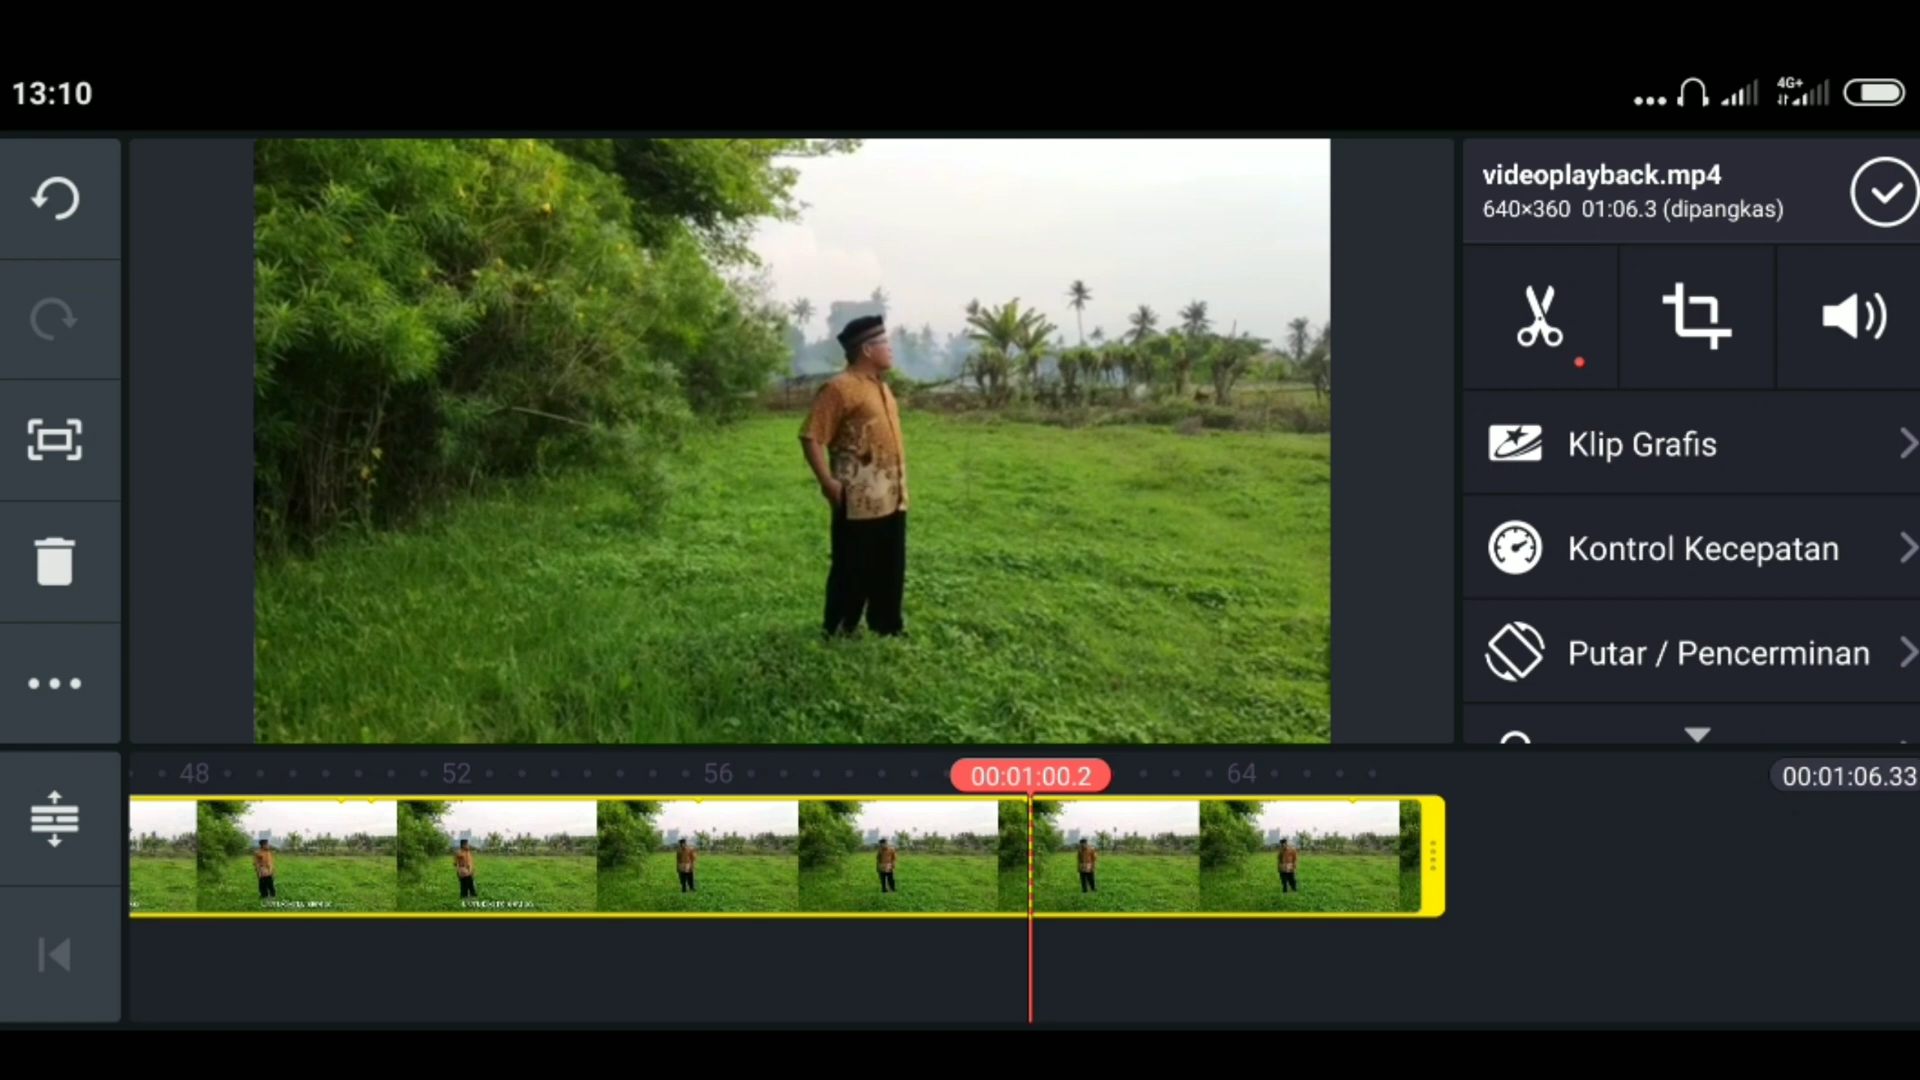 13:10
4G+
videoplayback.mp4
640×360 01:06.3 (dipangkas)
Klip Grafis
Kontrol Kecepatan
Putar / Pencerminan
48 52 56 00:01:00.2 64 00:01:06.33